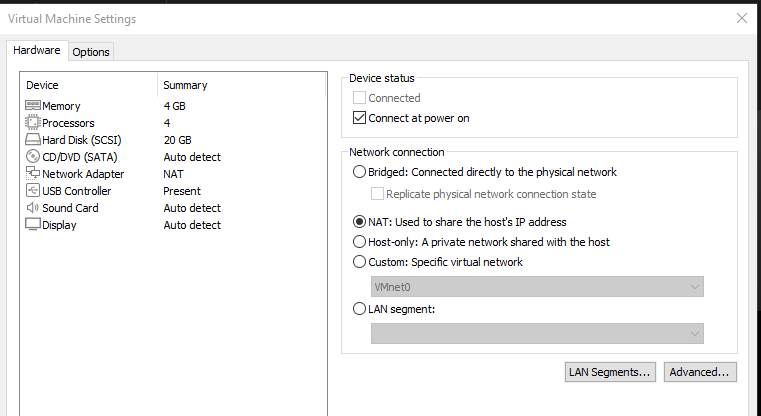 Virtual Machine Settings
Hardware
Options
Device Summary
Memory 4 GB
Processors 4
Hard Disk (SCSI) 20 GB
CD/DVD (SATA) Auto detect
Network Adapter NAT
USB Controller Present
Sound Card Auto detect
Display Auto detect
Device status
Connected
Connect at power on
Network connection
Bridged: Connected directly to the physical network
Replicate physical network connection state
NAT: Used to share the host's IP address
Host-only: A private network shared with the host
Custom: Specific virtual network
VMnet0
LAN segment:
LAN Segments... Advanced...